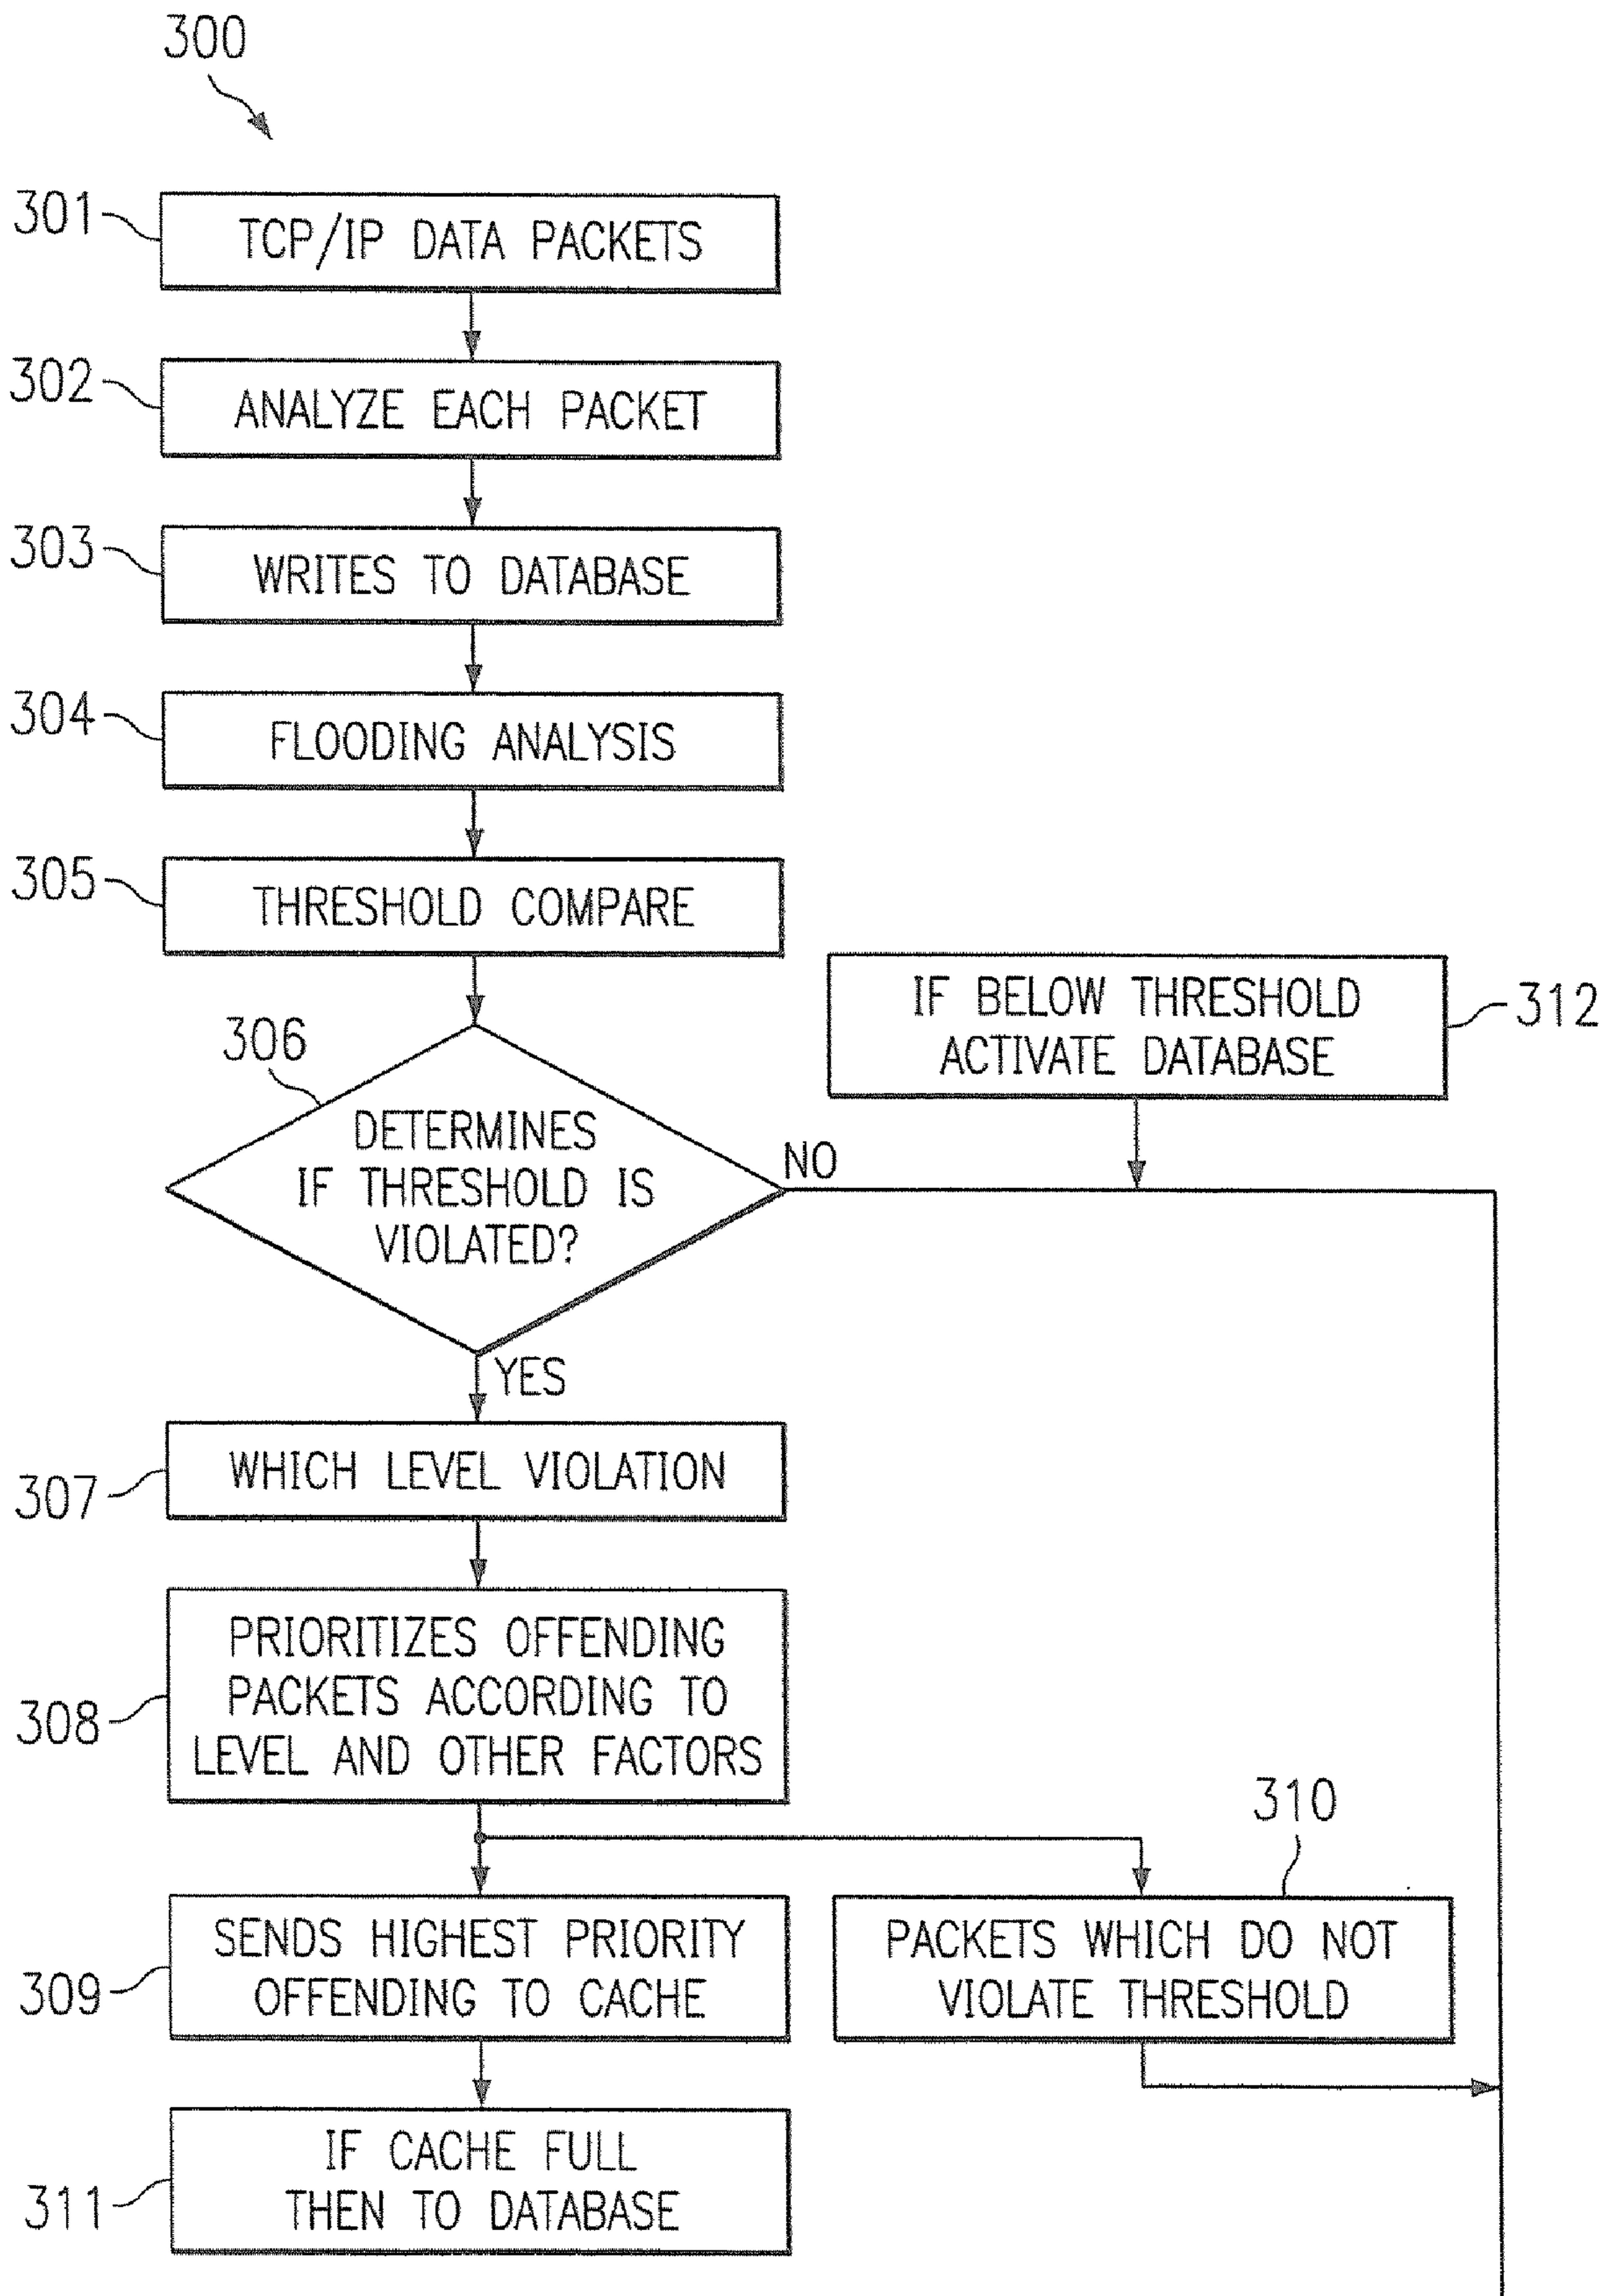 300
301
TCP/IP DATA PACKETS
302
ANALYZE EACH PACKET
303
WRITES TO DATABASE
304
FLOODING ANALYSIS
305
THRESHOLD COMPARE
IF BELOW THRESHOLD
ACTIVATE DATABASE
312
306
DETERMINES
IF THRESHOLD IS
VIOLATED?
NO
YES
307
WHICH LEVEL VIOLATION
308
PRIORITIZES OFFENDING
PACKETS ACCORDING TO
LEVEL AND OTHER FACTORS
309
SENDS HIGHEST PRIORITY
OFFENDING TO CACHE
310
PACKETS WHICH DO NOT
VIOLATE THRESHOLD
311
IF CACHE FULL
THEN TO DATABASE